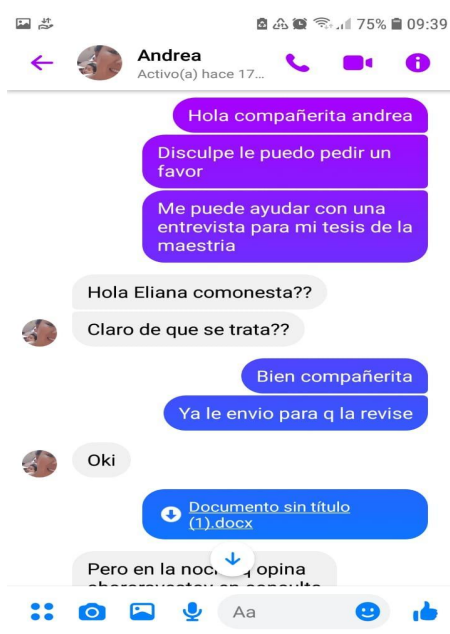 75% 09:39
Andrea
Activo(a) hace 17...
Hola compañerita andrea
Disculpe le puedo pedir un
favor
Me puede ayudar con una
entrevista para mi tesis de la
maestria
Hola Eliana comonesta??
Claro de que se trata??
Bien compañerita
Ya le envio para q la revise
Oki
Documento sin título
(1).docx
Pero en la q opina
Aa